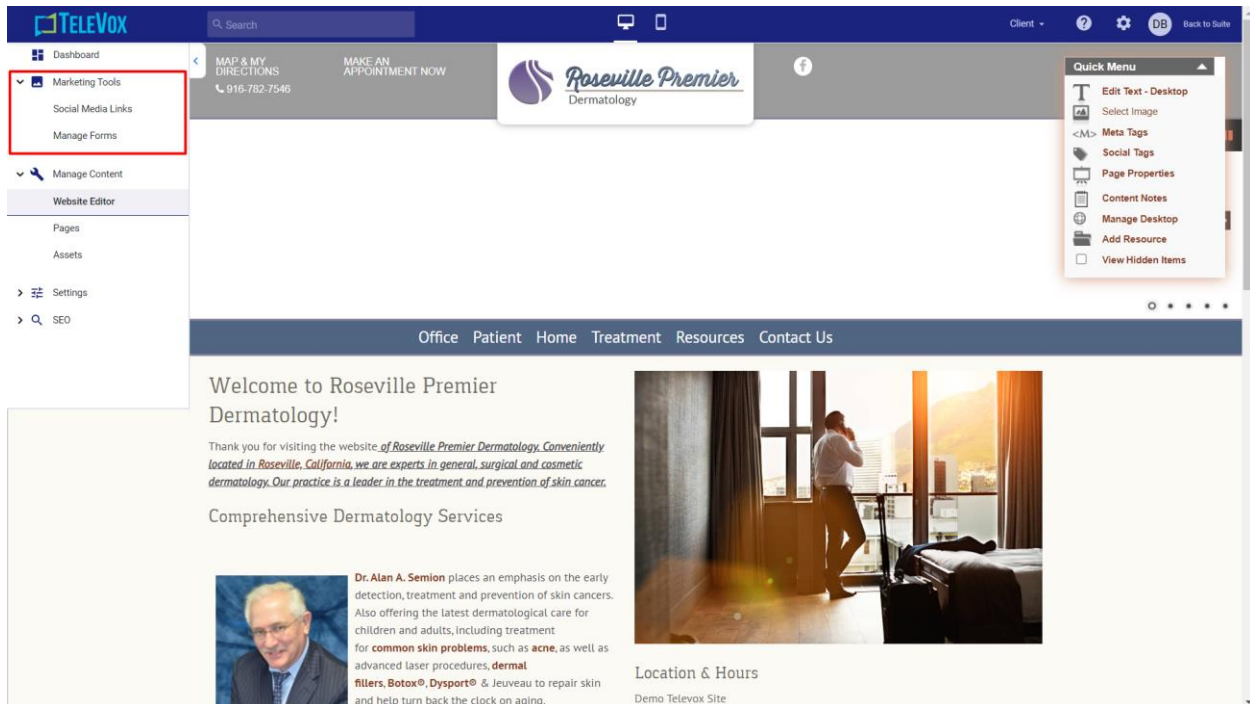 TELEVOX
Search
Client
?
DB
Back to Suite
Dashboard
Marketing Tools
Social Media Links
Manage Forms
Manage Content
Website Editor
Pages
Assets
Settings
SEO
MAP & MY
DIRECTIONS
916-782-7546
MAKE AN
APPOINTMENT NOW
Roseville Premier
Dermatology
f
Quick Menu
T Edit Text - Desktop
Select Image
<M> Meta Tags
Social Tags
Page Properties
Content Notes
Manage Desktop
Add Resource
View Hidden Items
Office Patient Home Treatment Resources Contact Us
Welcome to Roseville Premier
Dermatology!
Thank you for visiting the website of Roseville Premier Dermatology. Conveniently
located in Roseville, California, we are experts in general, surgical and cosmetic
dermatology. Our practice is a leader in the treatment and prevention of skin cancer.
Comprehensive Dermatology Services
Dr. Alan A. Semion places an emphasis on the early
detection, treatment and prevention of skin cancers.
Also offering the latest dermatological care for
children and adults, including treatment
for common skin problems, such as acne, as well as
advanced laser procedures, dermal
fillers, Botox®, Dysport® & Jeuveau to repair skin
and help turn back the clock on aging.
Location & Hours
Demo Televox Site